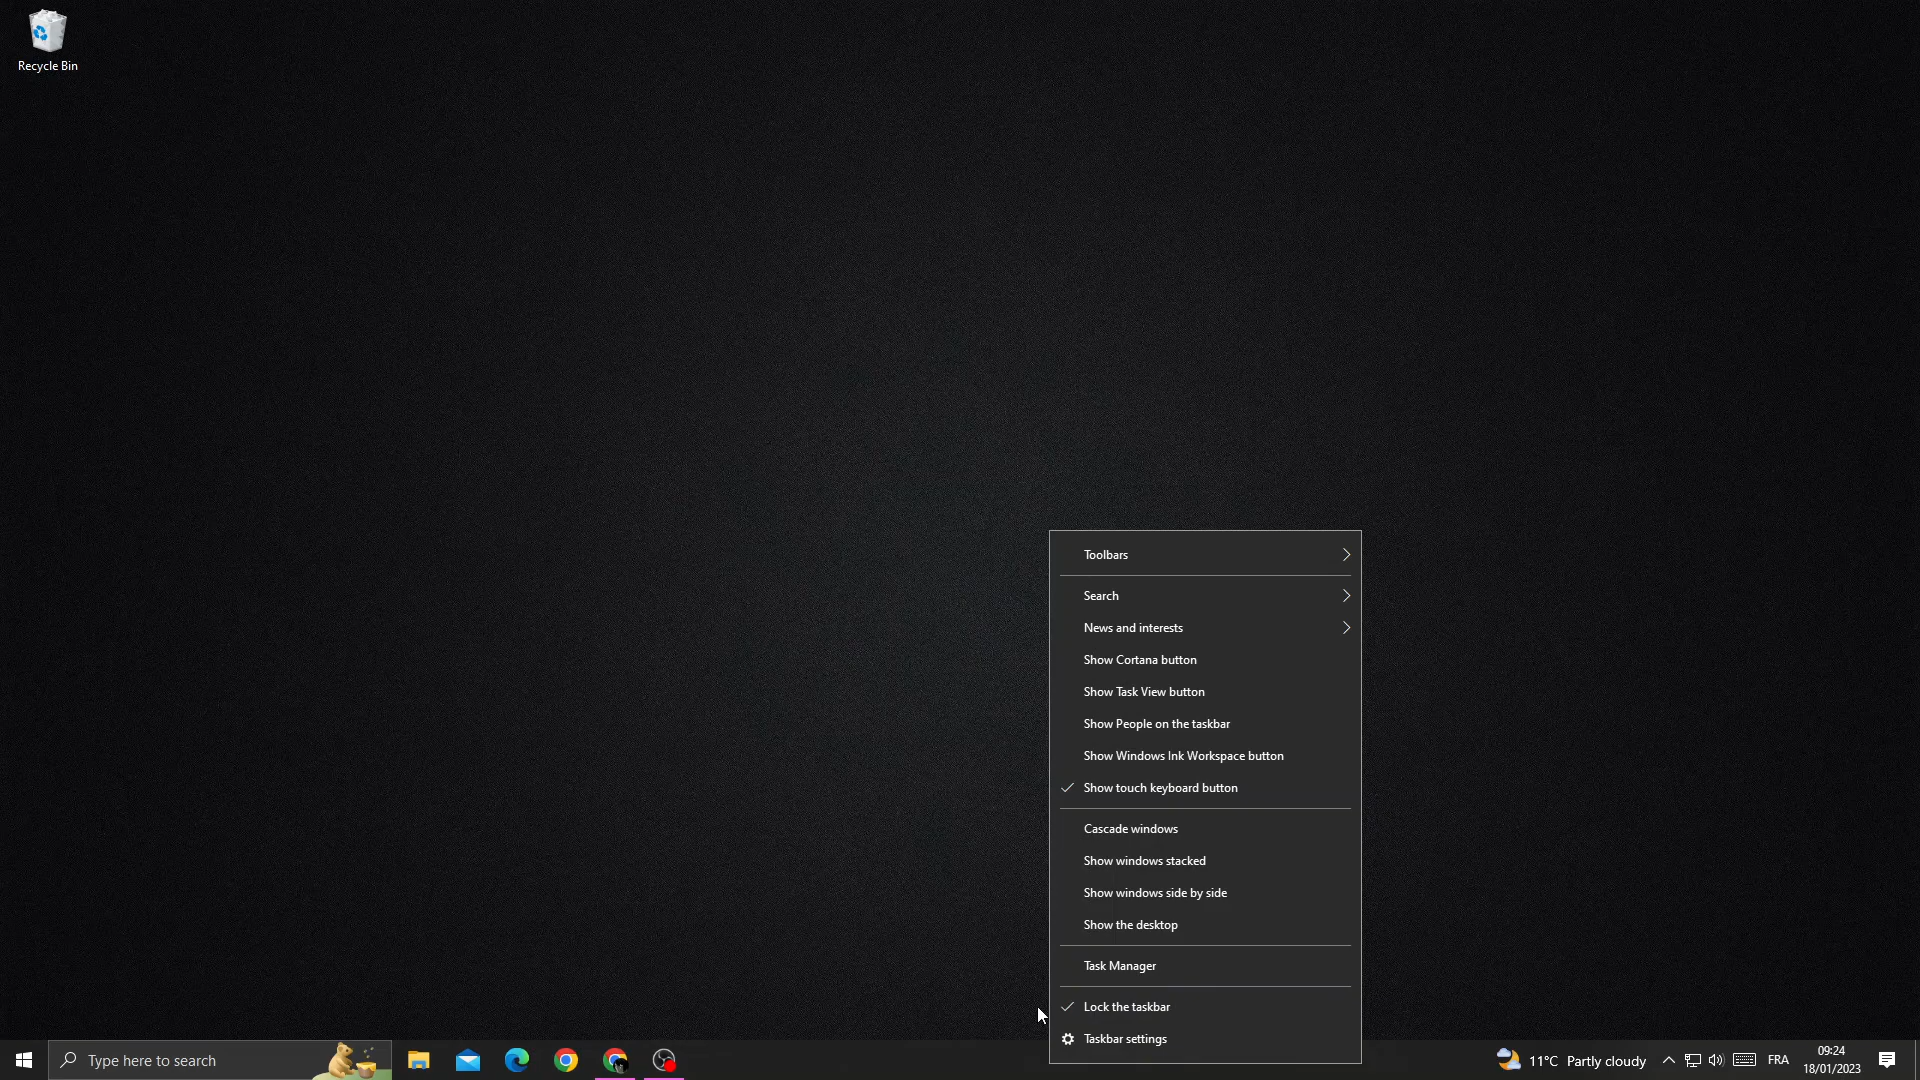 Recycle Bin
Toolbars
Search
News and interests
Show Cortana button
Show Task View button
Show People on the taskbar
Show Windows Ink Workspace button
Show touch keyboard button
Cascade windows
Show windows stacked
Show windows side by side
Show the desktop
Task Manager
Lock the taskbar
Taskbar settings
Type here to search
11°C Partly cloudy
FRA
09:24
18/01/2023